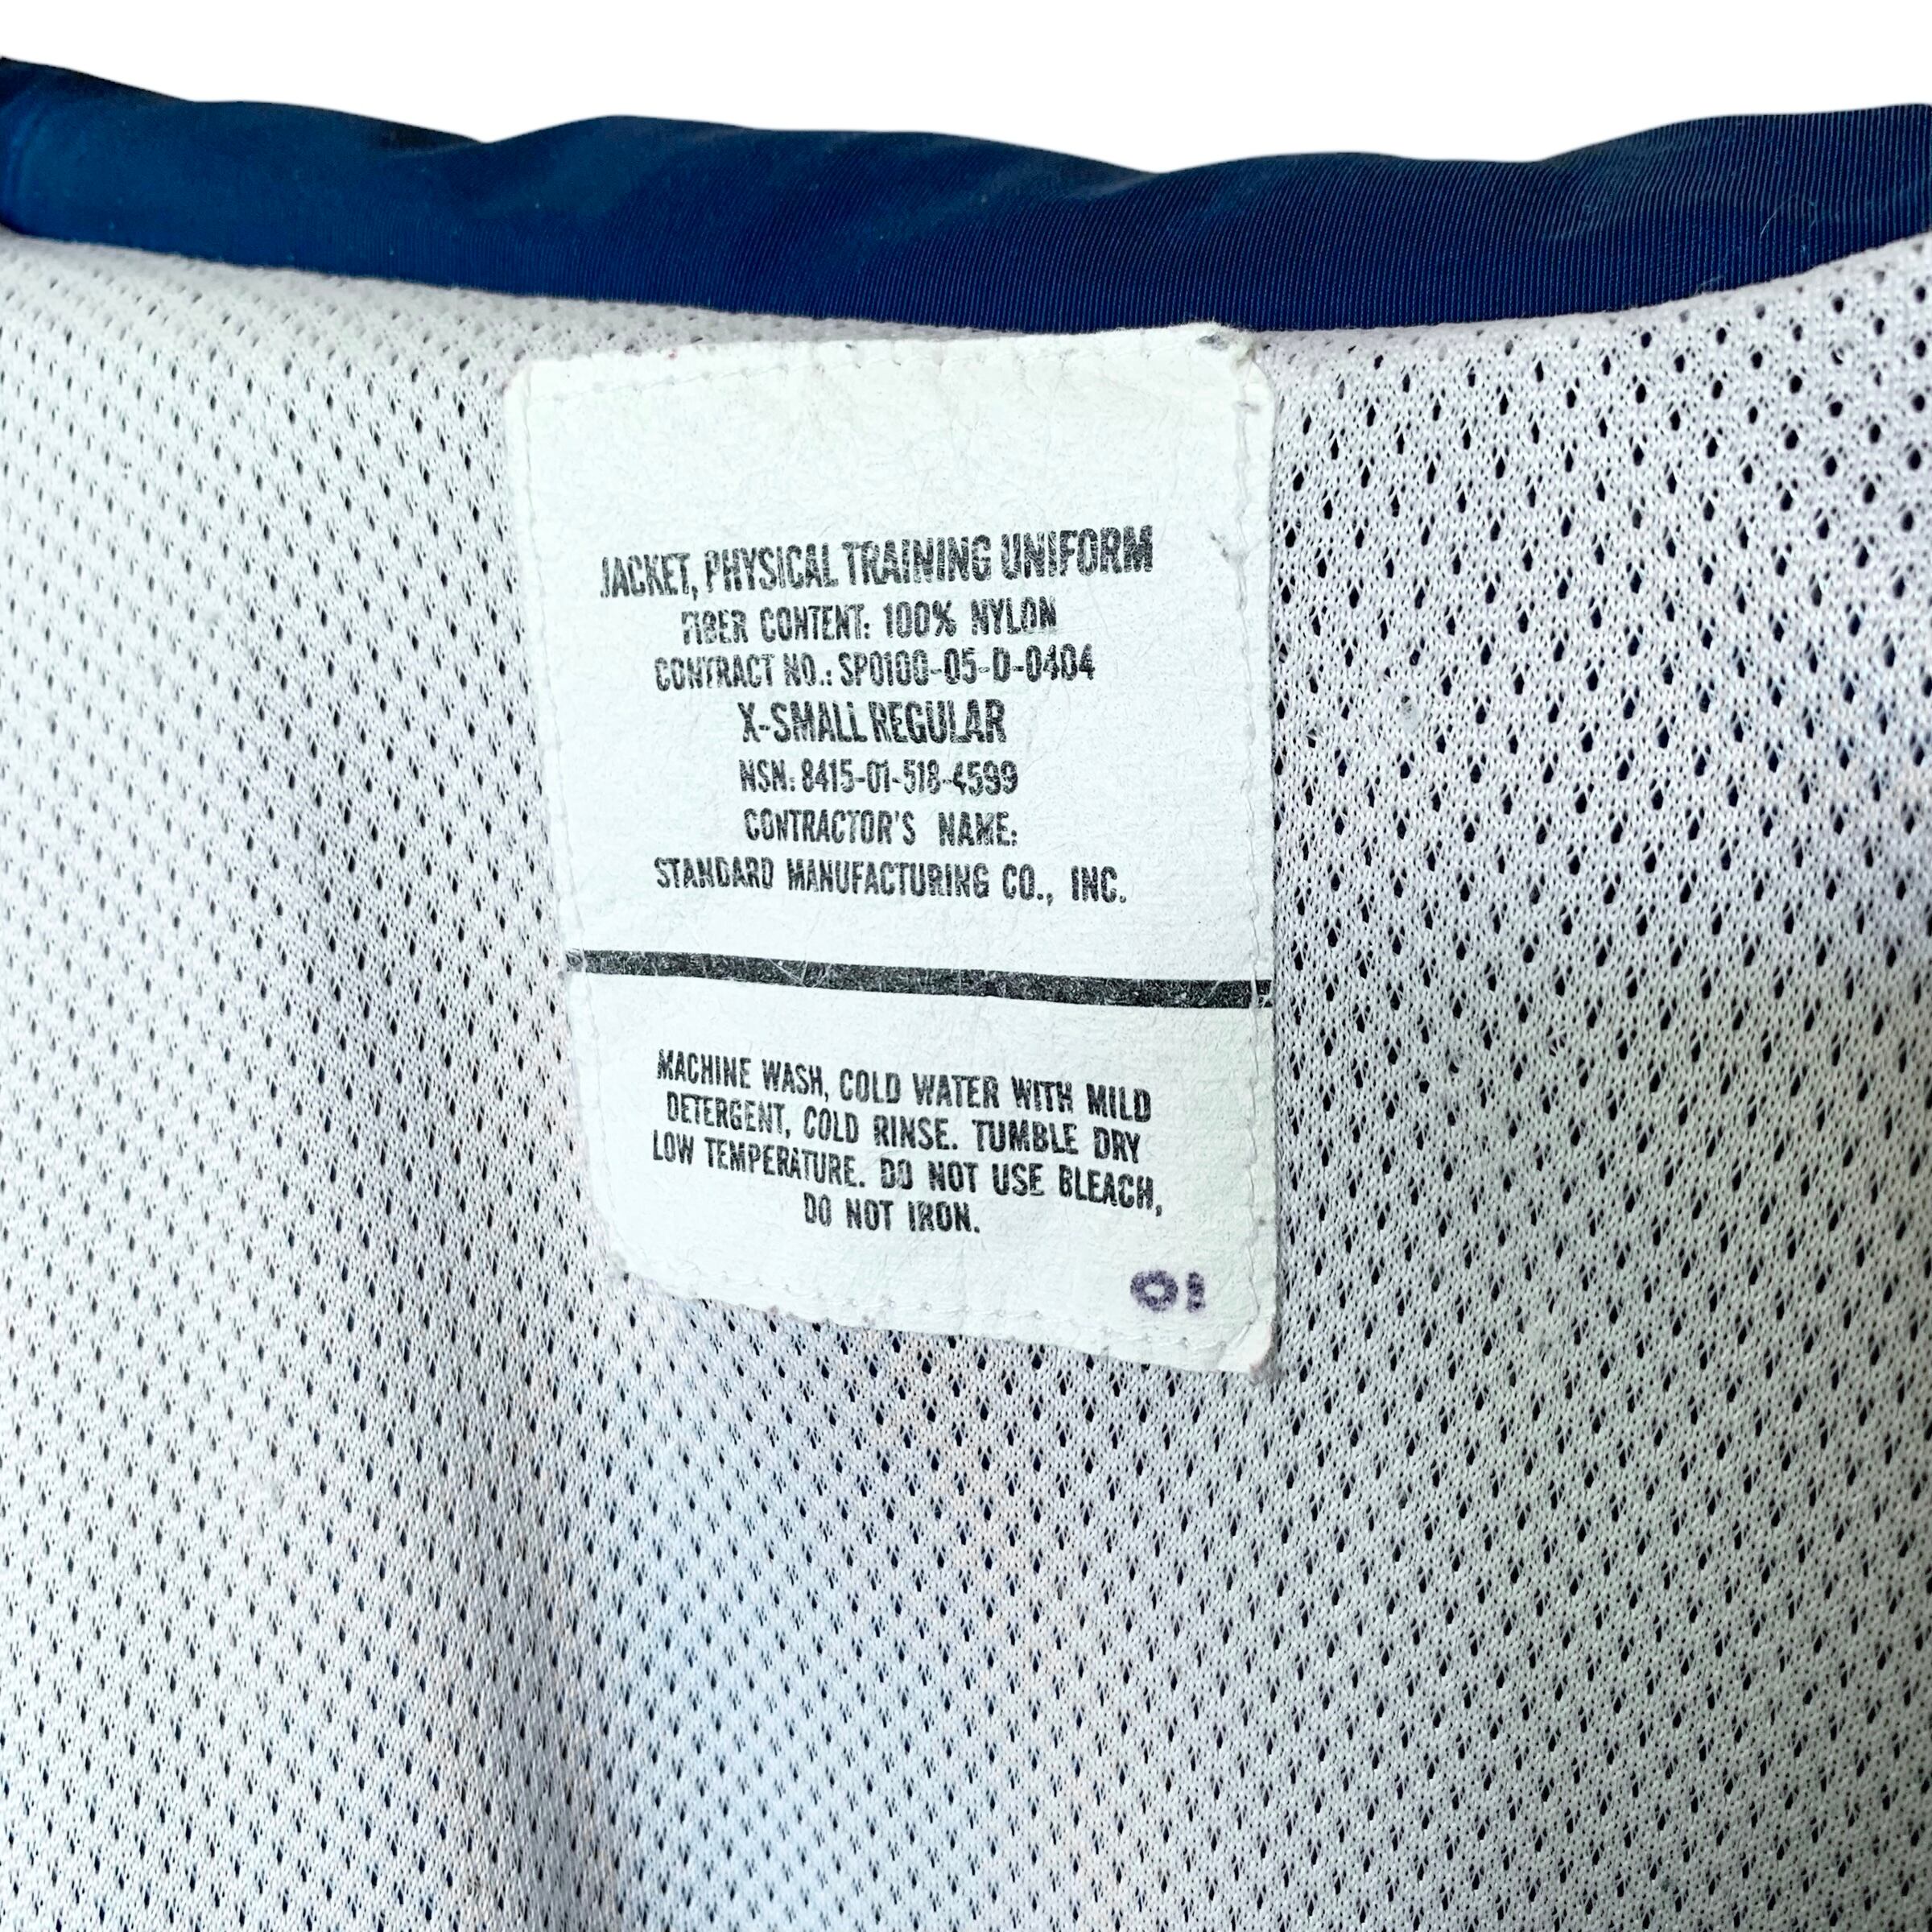 JACKET, PHYSICAL TRAINING UNIFORM
FIBER CONTENT: 100% NYLON
CONTRACT NO.: SP0100-05-D-0404
X-SMALL REGULAR
NSN: 8415-01-518-4599
CONTRACTOR'S NAME:
STANDARD MANUFACTURING CO., INC.
MACHINE WASH, COLD WATER WITH MILD
DETERGENT, COLD RINSE. TUMBLE DRY
LOW TEMPERATURE. DO NOT USE BLEACH,
DO NOT IRON.
01